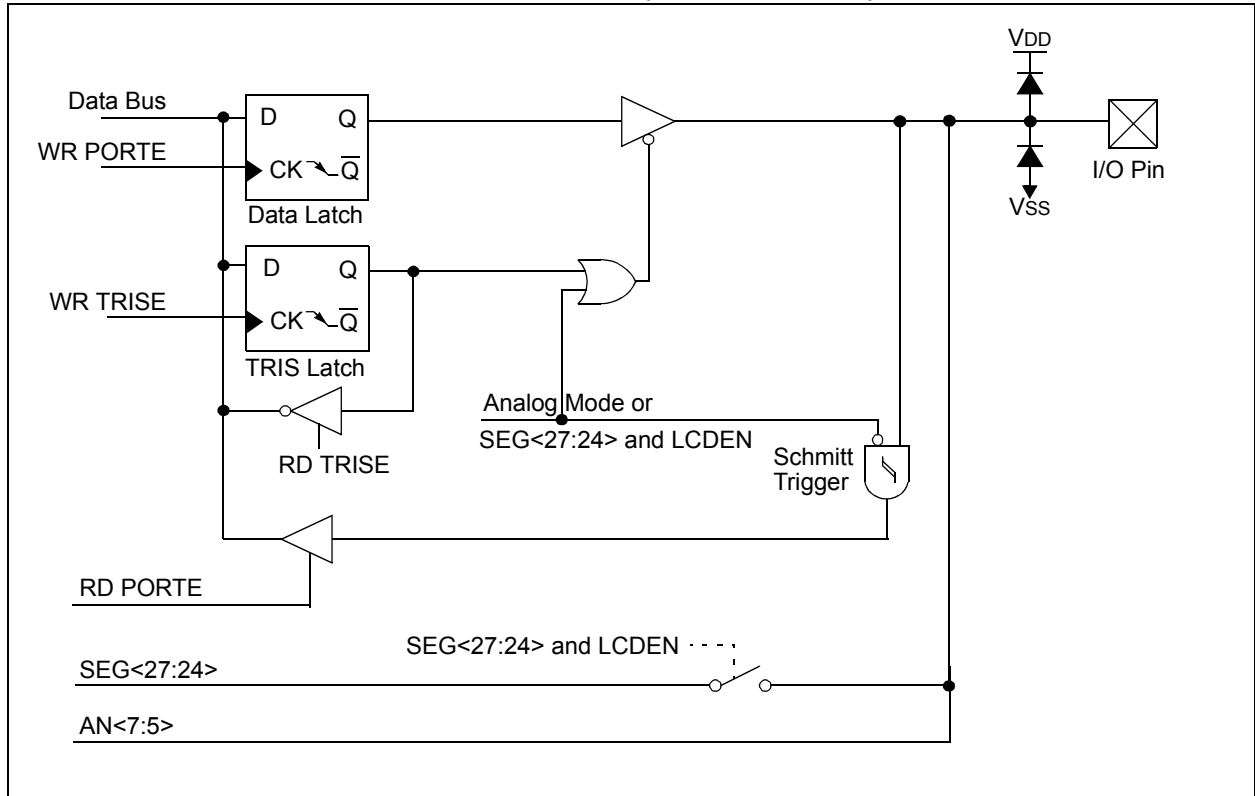 VDD
Data Bus
D Q
WR PORTE
CK Q̅
I/O Pin
Data Latch
VSS
D Q
WR TRISE
CK Q̅
TRIS Latch
Analog Mode or
SEG<27:24> and LCDEN
RD TRISE
Schmitt
Trigger
RD PORTE
SEG<27:24> and LCDEN
SEG<27:24>
AN<7:5>